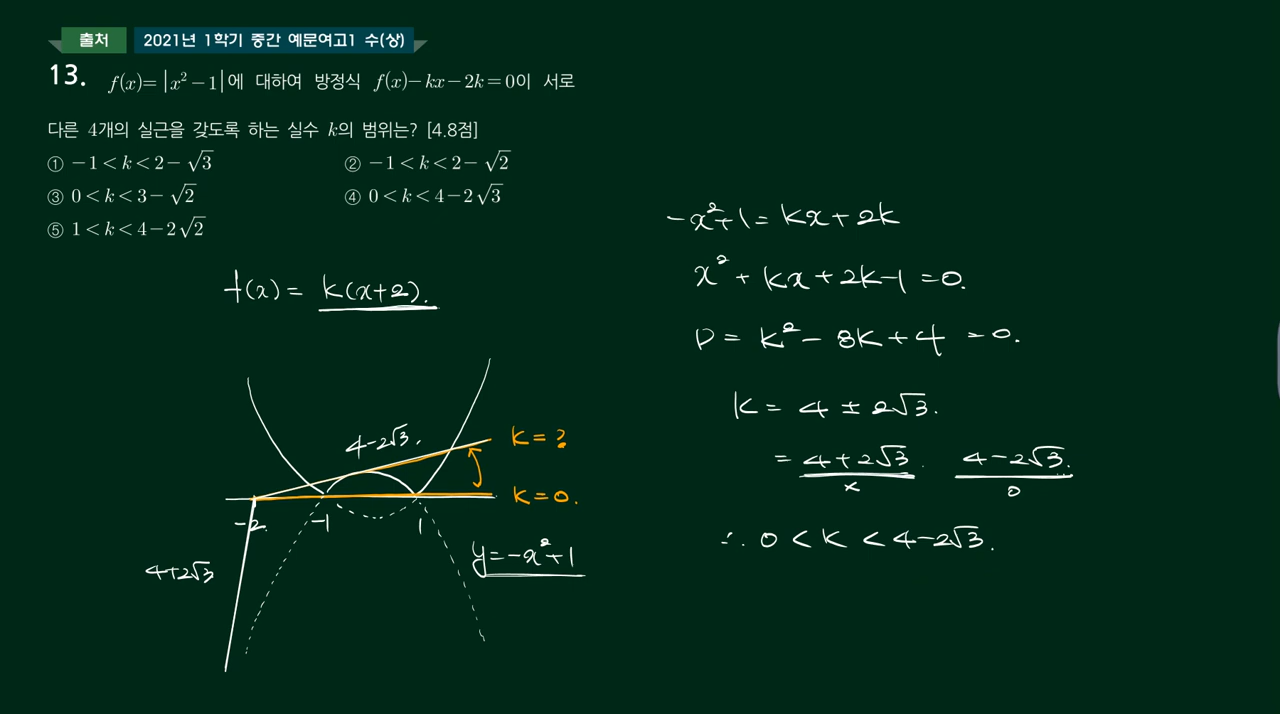 출처 2021년 1학기 중간 예문여고1 수(상)
13. f(x)=|x²-1|에 대하여 방정식 f(x)-kx-2k=0이 서로
다른 4개의 실근을 갖도록 하는 실수 k의 범위는? [4.8점]
① -1<k<2-√3 ② -1<k<2-√2
③ 0<k<3-√2 ④ 0<k<4-2√3
⑤ 1<k<4-2√2
f(x)= k(x+2).
4-2√3.
k=?
k=0.
-2 -1 1
y=-x²+1
4+2√3
-x²+1=kx+2k
x²+kx+2k-1=0.
D=k²-8k+4=0.
k=4±2√3.
=4+2√3. 4-2√3.
x o
∴ 0<k<4-2√3.